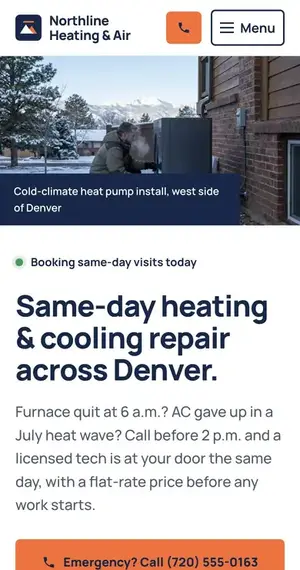 Northline
Heating & Air
Menu
Cold-climate heat pump install, west side
of Denver
Booking same-day visits today
Same-day heating
& cooling repair
across Denver.
Furnace quit at 6 a.m.? AC gave up in a
July heat wave? Call before 2 p.m. and a
licensed tech is at your door the same
day, with a flat-rate price before any
work starts.
Emergency? Call (720) 555-0163